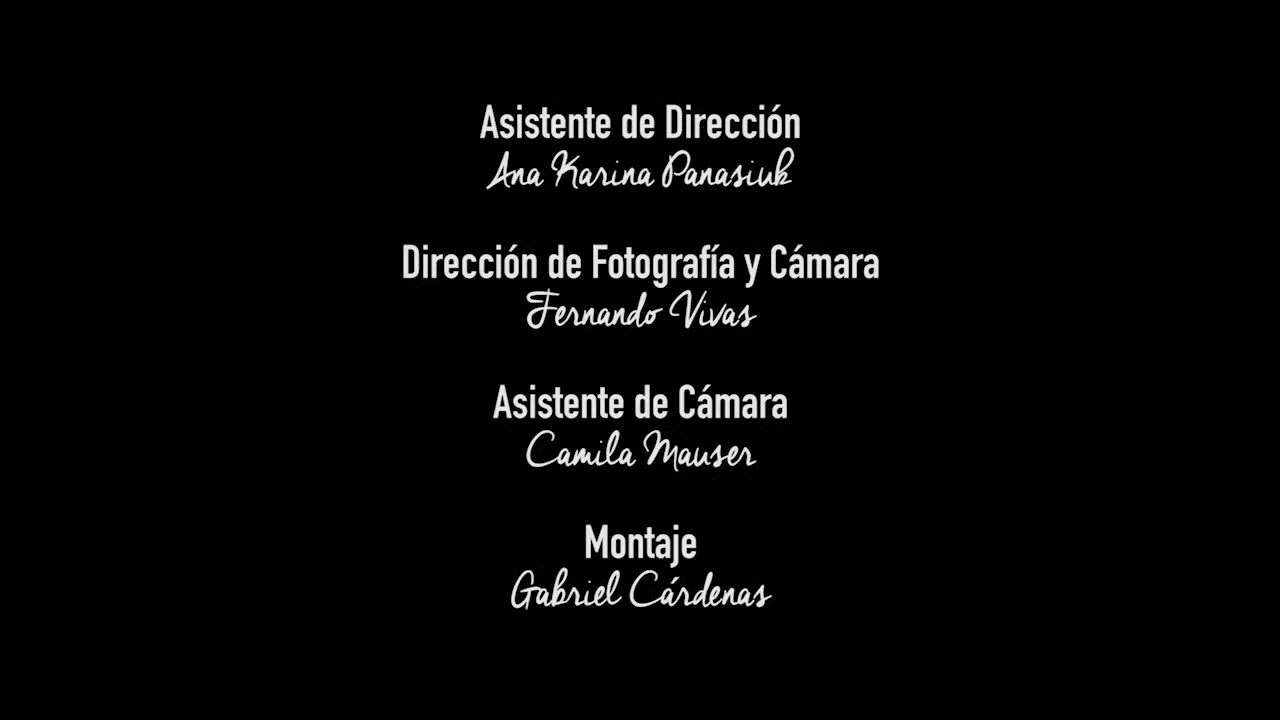 Asistente de Dirección
Ana Karina Panasiuk
Dirección de Fotografía y Cámara
Fernando Vivas
Asistente de Cámara
Camila Mauser
Montaje
Gabriel Cárdenas